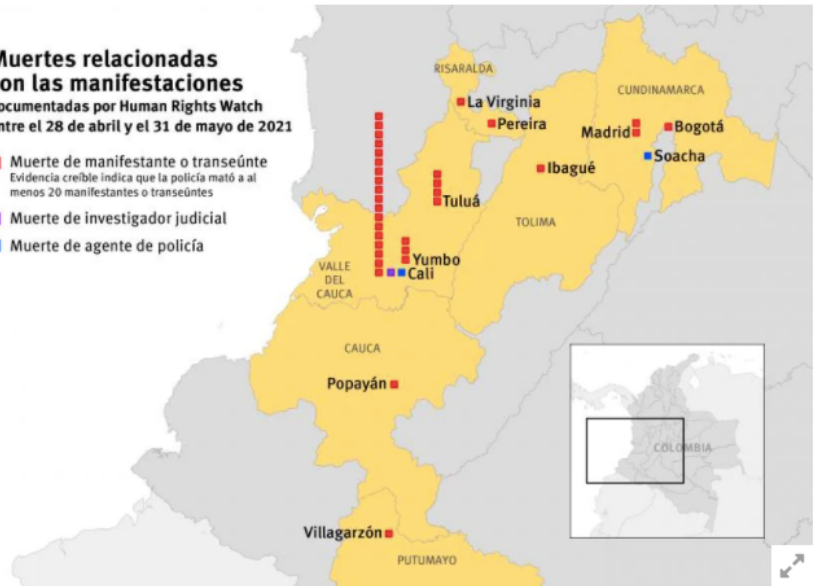 Muertes relacionadas
on las manifestaciones
ocumentadas por Human Rights Watch
ntre el 28 de abril y el 31 de mayo de 2021
Muerte de manifestante o transeúnte
Evidencia creíble indica que la policía mató a al
menos 20 manifestantes o transeúntes
Muerte de investigador judicial
Muerte de agente de policía
RISARALDA
La Virginia
Pereira
CUNDINAMARCA
Madrid
Bogotá
Soacha
Ibagué
Tuluá
TOLIMA
Yumbo
Cali
VALLE
DEL
CAUCA
CAUCA
Popayán
COLOMBIA
Villagarzón
PUTUMAYO